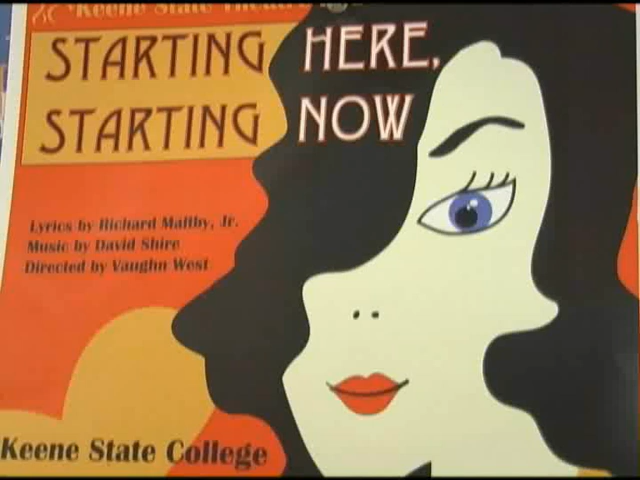 Keene State Theatre
STARTING HERE,
STARTING NOW
Lyrics by Richard Maltby, Jr.
Music by David Shire
Directed by Vaughn West
Keene State College